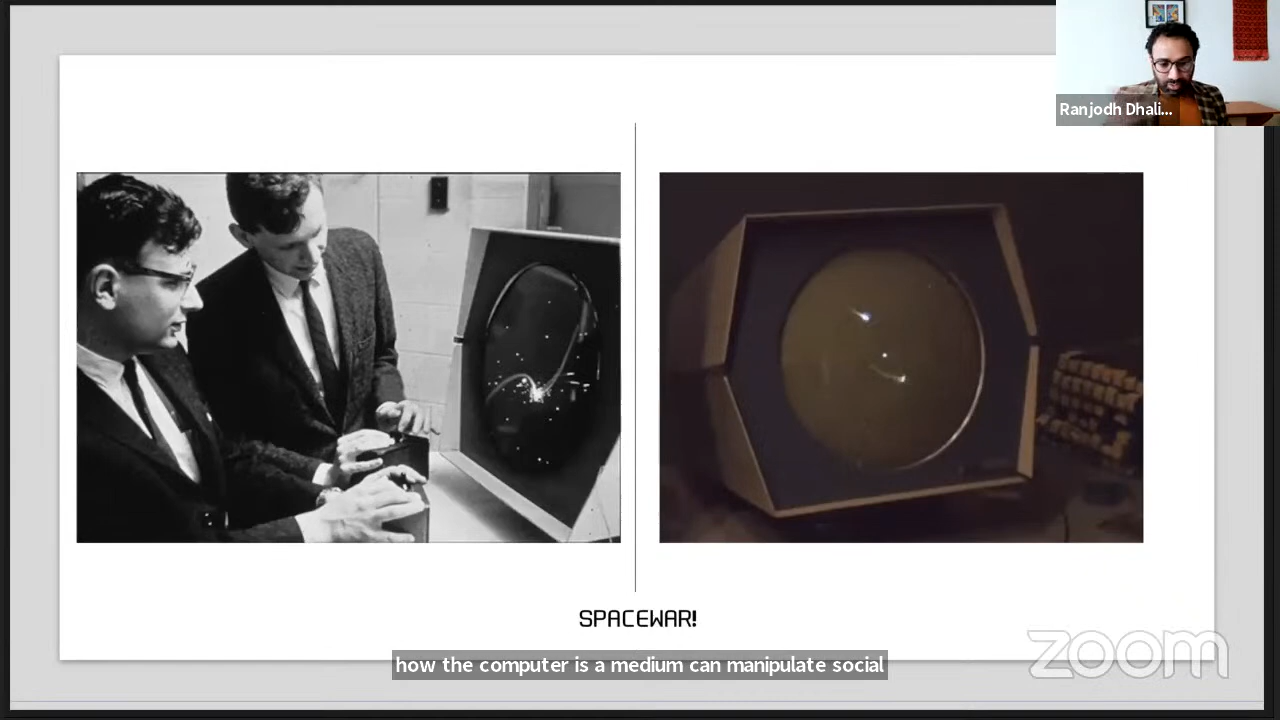 Ranjodh Dhali...
SPACEWAR!
how the computer is a medium can manipulate social
zoom